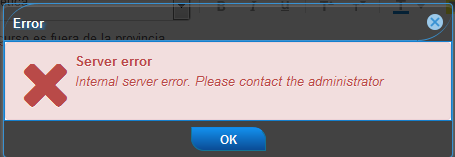 Error
urso es fuera de la provincia
Server error
Internal server error. Please contact the administrator
OK